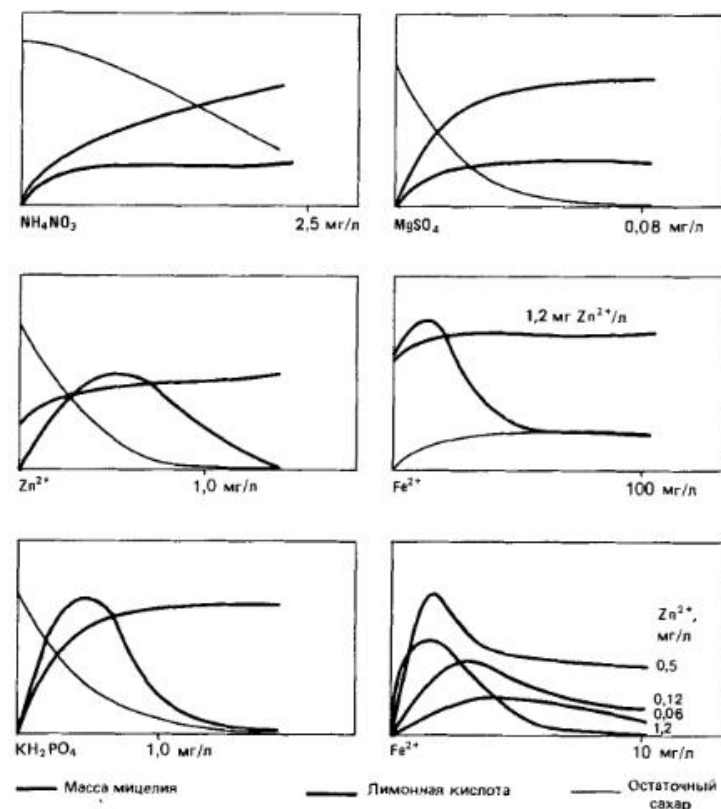 NH₄NO₃ 2,5 мг/л
MgSO₄ 0,08 мг/л
1,2 мг Zn²⁺/л
Zn²⁺ 1,0 мг/л
Fe²⁺ 100 мг/л
Zn²⁺,
мг/л
0,5
0,12
0,06
1,2
KH₂PO₄ 1,0 мг/л
Fe²⁺ 10 мг/л
Масса мицелия
Лимонная кислота
Остаточный
сахар